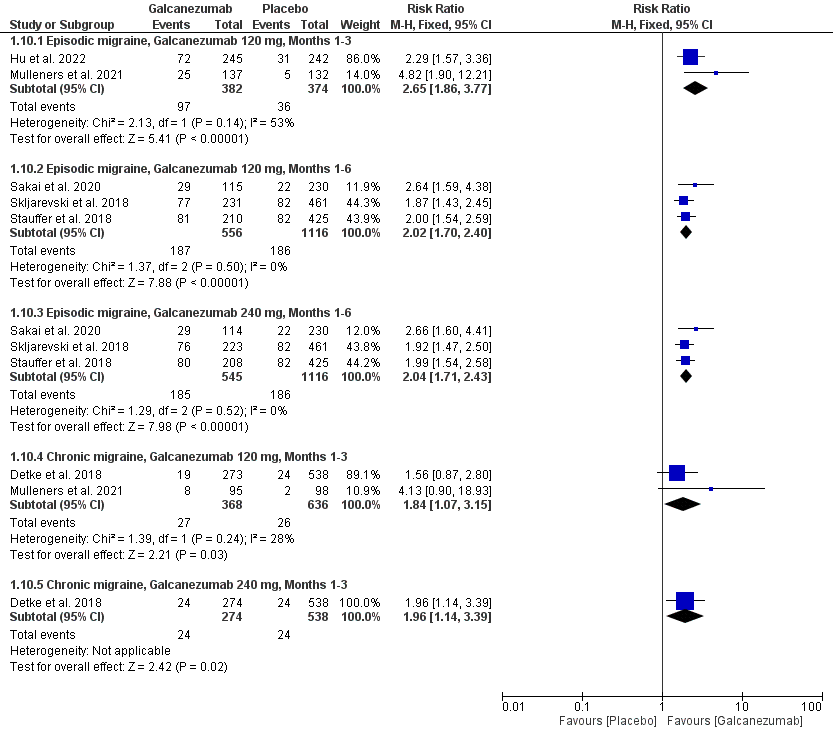 Galcanezumab Placebo Risk Ratio Risk Ratio
Study or Subgroup Events Total Events Total Weight M-H, Fixed, 95% CI M-H, Fixed, 95% CI
1.10.1 Episodic migraine, Galcanezumab 120 mg, Months 1-3
Hu et al. 2022 72 245 31 242 86.0% 2.29 [1.57, 3.36]
Mulleners et al. 2021 25 137 5 132 14.0% 4.82 [1.90, 12.21]
Subtotal (95% CI) 382 374 100.0% 2.65 [1.86, 3.77]
Total events 97 36
Heterogeneity: Chi² = 2.13, df = 1 (P = 0.14); I² = 53%
Test for overall effect: Z = 5.41 (P < 0.00001)
1.10.2 Episodic migraine, Galcanezumab 120 mg, Months 1-6
Sakai et al. 2020 29 115 22 230 11.9% 2.64 [1.59, 4.38]
Skljarevski et al. 2018 77 231 82 461 44.3% 1.87 [1.43, 2.45]
Stauffer et al. 2018 81 210 82 425 43.9% 2.00 [1.54, 2.59]
Subtotal (95% CI) 556 1116 100.0% 2.02 [1.70, 2.40]
Total events 187 186
Heterogeneity: Chi² = 1.37, df = 2 (P = 0.50); I² = 0%
Test for overall effect: Z = 7.88 (P < 0.00001)
1.10.3 Episodic migraine, Galcanezumab 240 mg, Months 1-6
Sakai et al. 2020 29 114 22 230 12.0% 2.66 [1.60, 4.41]
Skljarevski et al. 2018 76 223 82 461 43.8% 1.92 [1.47, 2.50]
Stauffer et al. 2018 80 208 82 425 44.2% 1.99 [1.54, 2.58]
Subtotal (95% CI) 545 1116 100.0% 2.04 [1.71, 2.43]
Total events 185 186
Heterogeneity: Chi² = 1.29, df = 2 (P = 0.52); I² = 0%
Test for overall effect: Z = 7.98 (P < 0.00001)
1.10.4 Chronic migraine, Galcanezumab 120 mg, Months 1-3
Detke et al. 2018 19 273 24 538 89.1% 1.56 [0.87, 2.80]
Mulleners et al. 2021 8 95 2 98 10.9% 4.13 [0.90, 18.93]
Subtotal (95% CI) 368 636 100.0% 1.84 [1.07, 3.15]
Total events 27 26
Heterogeneity: Chi² = 1.39, df = 1 (P = 0.24); I² = 28%
Test for overall effect: Z = 2.21 (P = 0.03)
1.10.5 Chronic migraine, Galcanezumab 240 mg, Months 1-3
Detke et al. 2018 24 274 24 538 100.0% 1.96 [1.14, 3.39]
Subtotal (95% CI) 274 538 100.0% 1.96 [1.14, 3.39]
Total events 24 24
Heterogeneity: Not applicable
Test for overall effect: Z = 2.42 (P = 0.02)
0.01 0.1 1 10 100
Favours [Placebo] Favours [Galcanezumab]